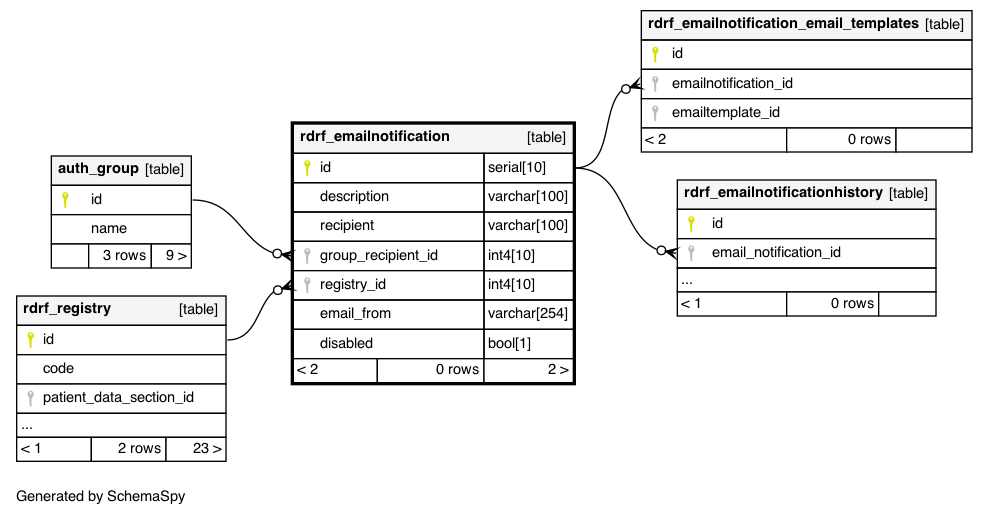 rdrf_emailnotification_email_templates [table]
id
emailnotification_id
emailtemplate_id
< 2 0 rows
rdrf_emailnotification [table]
id serial[10]
description varchar[100]
recipient varchar[100]
group_recipient_id int4[10]
registry_id int4[10]
email_from varchar[254]
disabled bool[1]
< 2 0 rows 2 >
auth_group [table]
id
name
3 rows 9 >
rdrf_emailnotificationhistory [table]
id
email_notification_id
...
< 1 0 rows
rdrf_registry [table]
id
code
patient_data_section_id
...
< 1 2 rows 23 >
Generated by SchemaSpy